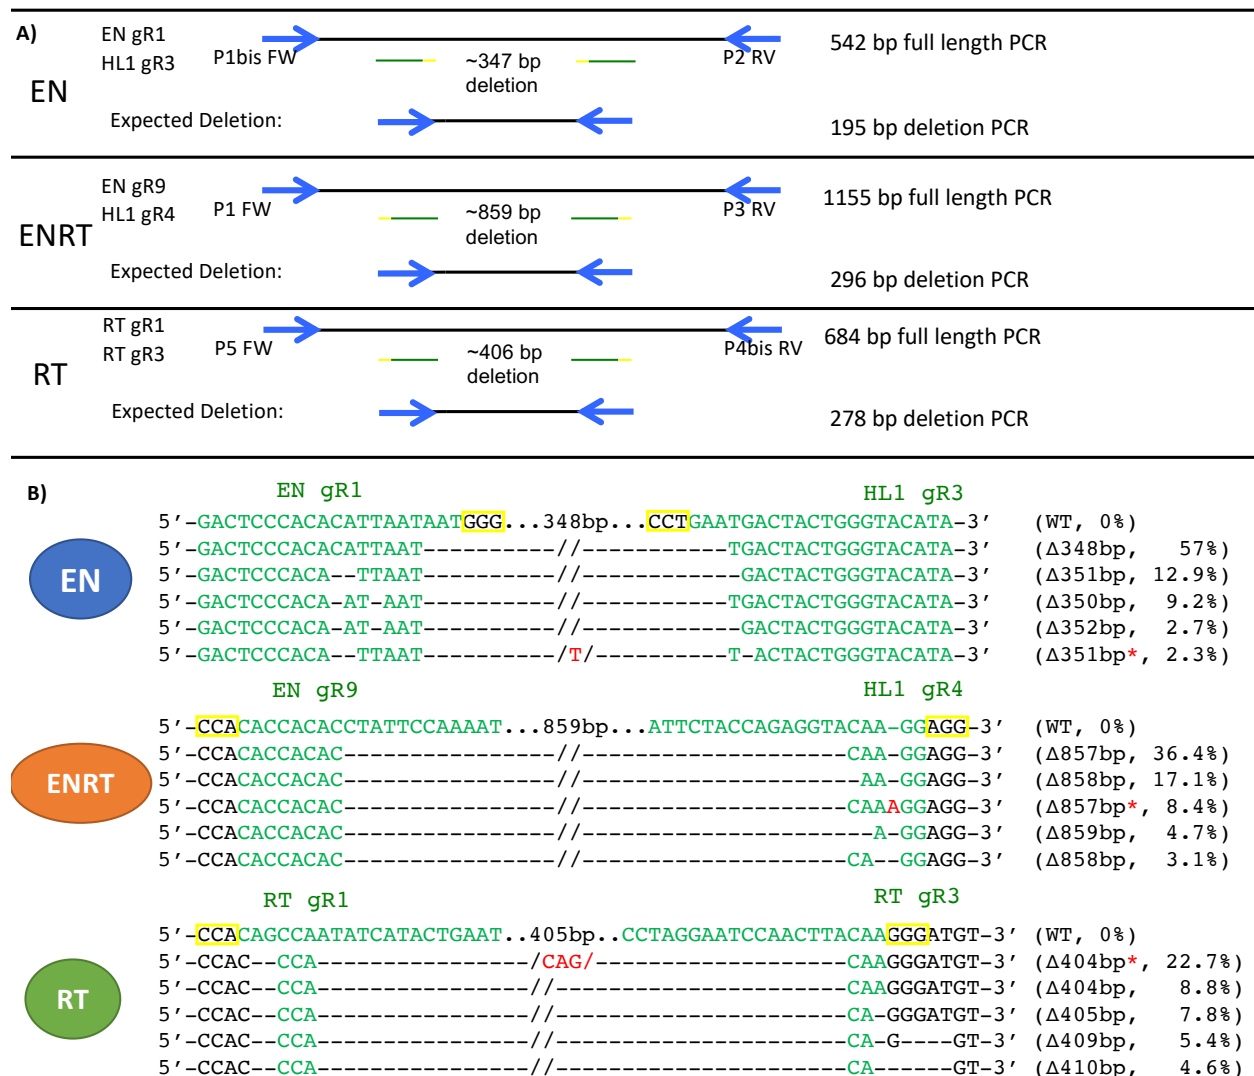 A)
EN gR1
HL1 gR3
EN
P1bis FW
~347 bp
deletion
P2 RV
542 bp full length PCR
Expected Deletion:
195 bp deletion PCR
EN gR9
HL1 gR4
ENRT
P1 FW
~859 bp
deletion
P3 RV
1155 bp full length PCR
Expected Deletion:
296 bp deletion PCR
RT gR1
RT gR3
RT
P5 FW
~406 bp
deletion
P4bis RV
684 bp full length PCR
Expected Deletion:
278 bp deletion PCR
B)
EN gR1 HL1 gR3
5’-GACTCCCACACATTAATAATGGG...348bp...CCTGAATGACTACTGGGTACATA-3’ (WT, 0%)
5’-GACTCCCACACATTAAT----------//-----------TGACTACTGGGTACATA-3’ (Δ348bp, 57%)
EN
5’-GACTCCCACA--TTAAT----------//------------GACTACTGGGTACATA-3’ (Δ351bp, 12.9%)
5’-GACTCCCACA-AT-AAT----------//-----------TGACTACTGGGTACATA-3’ (Δ350bp, 9.2%)
5’-GACTCCCACA-AT-AAT----------//------------GACTACTGGGTACATA-3’ (Δ352bp, 2.7%)
5’-GACTCCCACA--TTAAT----------/T/----------T-ACTACTGGGTACATA-3’ (Δ351bp*, 2.3%)
EN gR9 HL1 gR4
5’-CCACACCACACCTATTCCAAAAT...859bp...ATTCTACCAGAGGTACAA-GGAGG-3’ (WT, 0%)
5’-CCACACCACAC----------------//--------------------CAA-GGAGG-3’ (Δ857bp, 36.4%)
ENRT
5’-CCACACCACAC----------------//---------------------AA-GGAGG-3’ (Δ858bp, 17.1%)
5’-CCACACCACAC----------------//--------------------CAAAGGAGG-3’ (Δ857bp*, 8.4%)
5’-CCACACCACAC----------------//----------------------A-GGAGG-3’ (Δ859bp, 4.7%)
5’-CCACACCACAC----------------//--------------------CA--GGAGG-3’ (Δ858bp, 3.1%)
RT gR1 RT gR3
5’-CCACAGCCAATATCATACTGAAT..405bp..CCTAGGAATCCAACTTACAAGGGATGT-3’ (WT, 0%)
5’-CCAC--CCA----------------/CAG/-------------------CAAGGGATGT-3’ (Δ404bp*, 22.7%)
5’-CCAC--CCA----------------//--------------------CAAGGGATGT-3’ (Δ404bp, 8.8%)
RT
5’-CCAC--CCA----------------//--------------------CA-GGGATGT-3’ (Δ405bp, 7.8%)
5’-CCAC--CCA----------------//--------------------CA-G----GT-3’ (Δ409bp, 5.4%)
5’-CCAC--CCA----------------//--------------------CA------GT-3’ (Δ410bp, 4.6%)